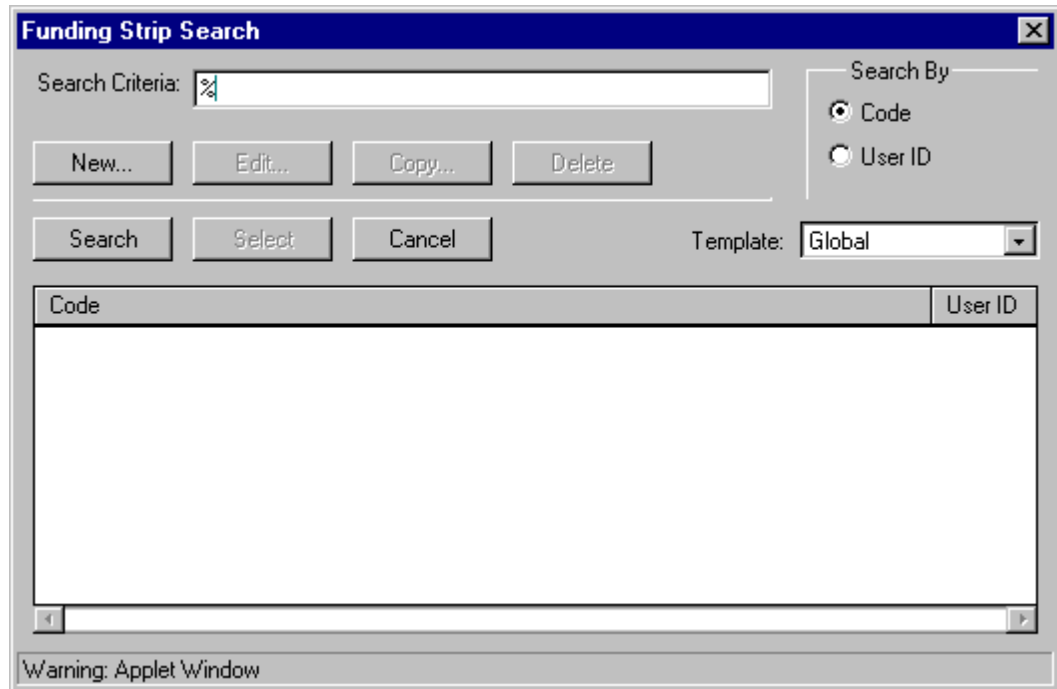 Funding Strip Search
Search Criteria: %
Search By
Code
User ID
New... Edit... Copy... Delete
Search Select Cancel
Template: Global
Code User ID
Warning: Applet Window